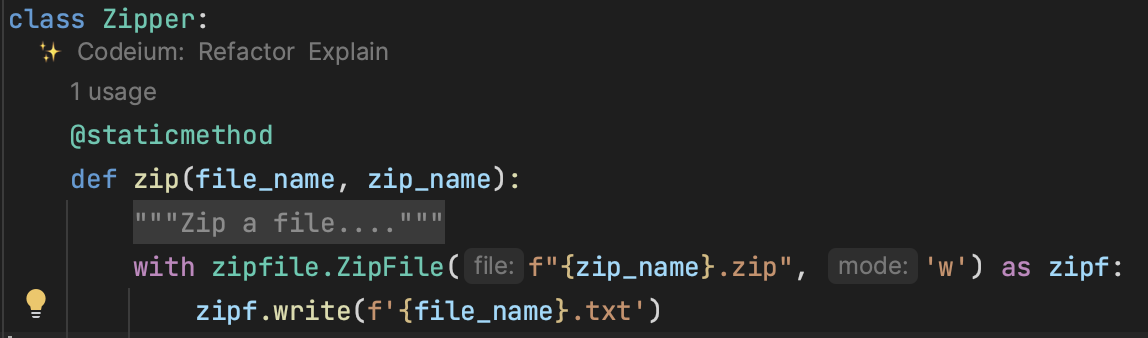 class Zipper:
✨ Codeium: Refactor Explain
1 usage
@staticmethod
def zip(file_name, zip_name):
"""Zip a file...."""
with zipfile.ZipFile( file: f"{zip_name}.zip", mode: 'w') as zipf:
zipf.write(f'{file_name}.txt')